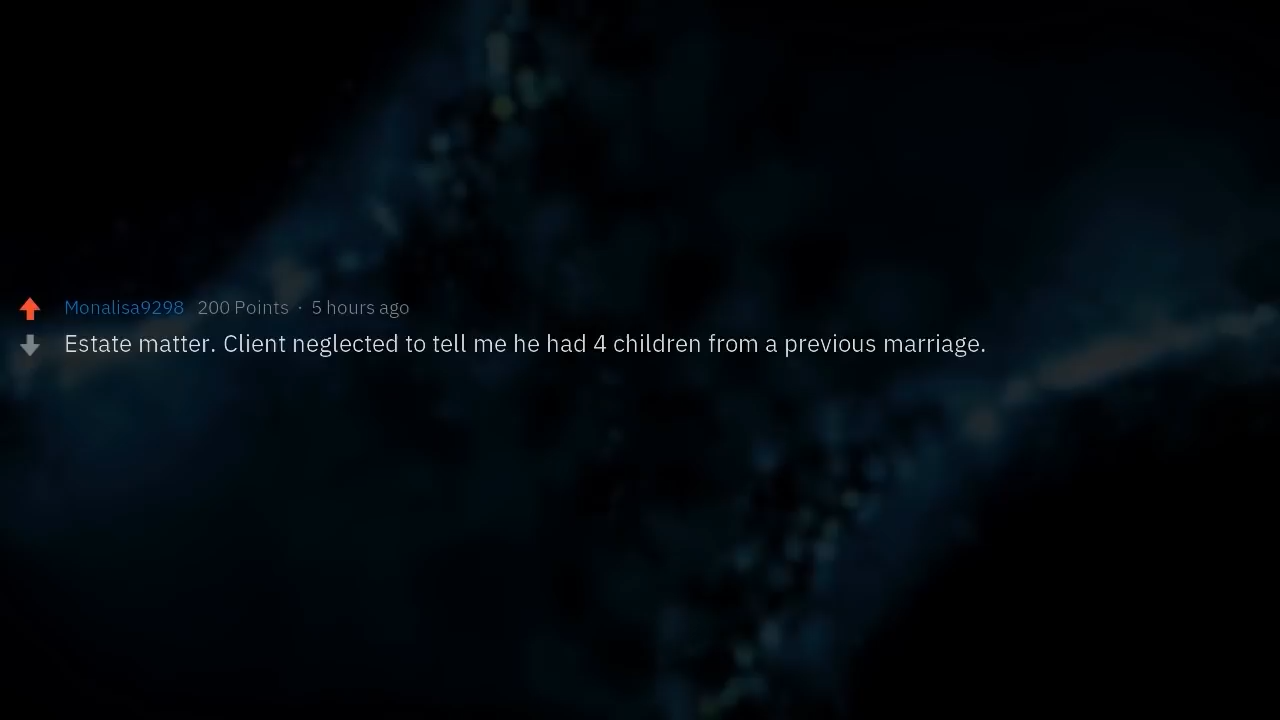 Monalisa9298 200 Points · 5 hours ago
Estate matter. Client neglected to tell me he had 4 children from a previous marriage.